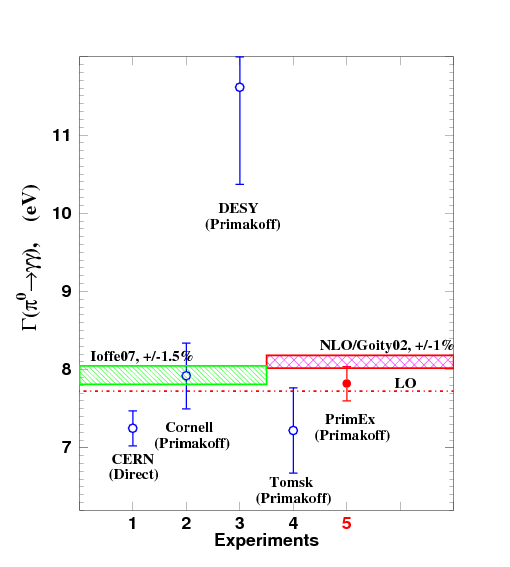 11
10
9
8
7
Γ(π⁰→γγ), (eV)
DESY
(Primakoff)
Ioffe07, +/-1.5%
NLO/Goity02, +/-1%
LO
Cornell
(Primakoff)
PrimEx
(Primakoff)
CERN
(Direct)
Tomsk
(Primakoff)
1 2 3 4 5
Experiments